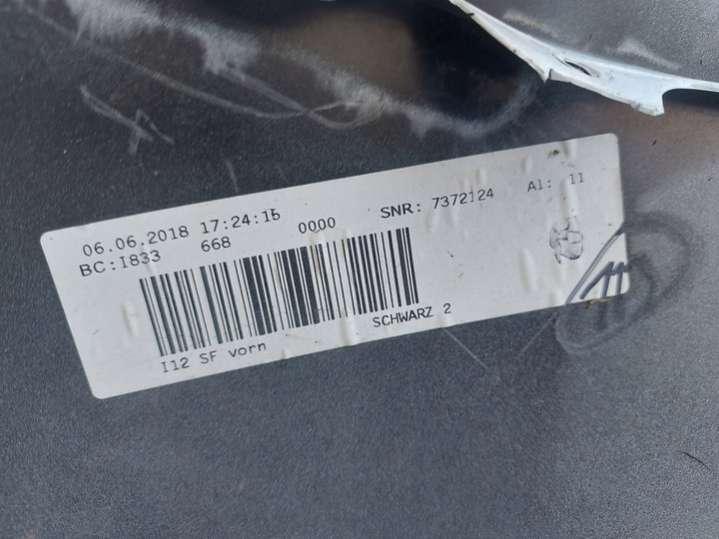 06.06.2018 17:24:15 SNR: 7372124 AI: 11
BC:I833 668 0000
I12 SF vorn SCHWARZ 2